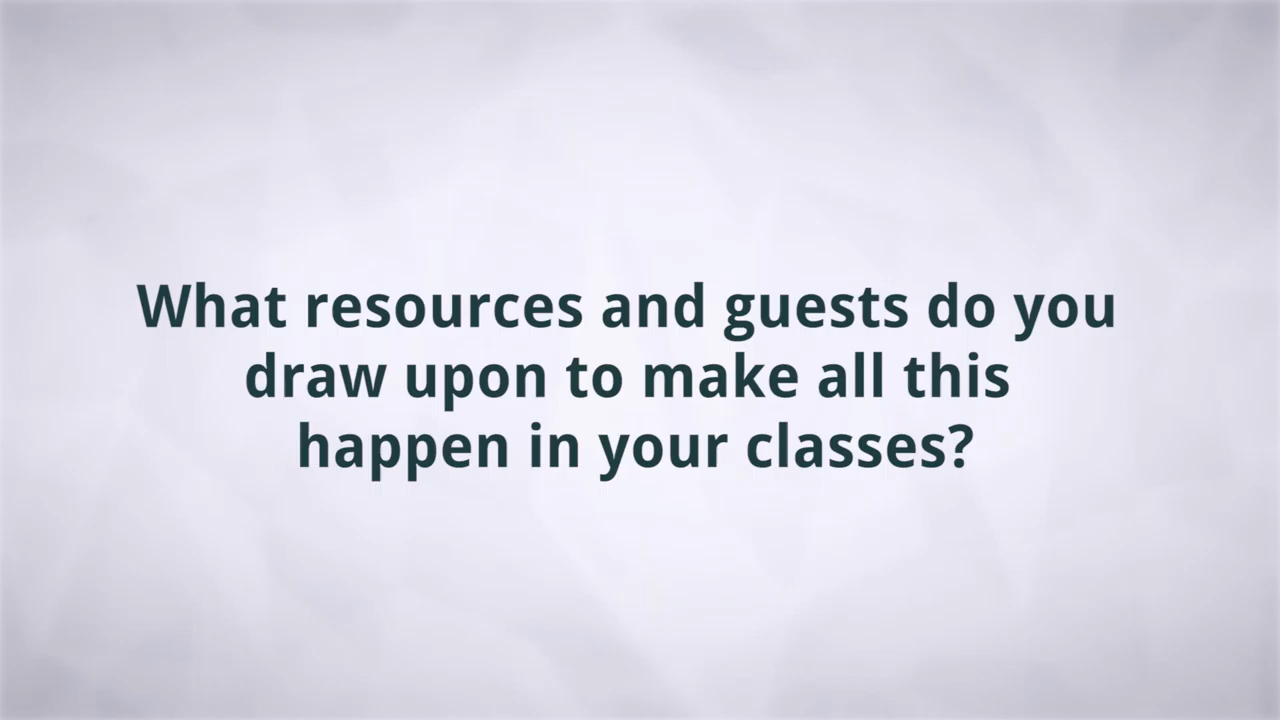 What resources and guests do you
draw upon to make all this
happen in your classes?